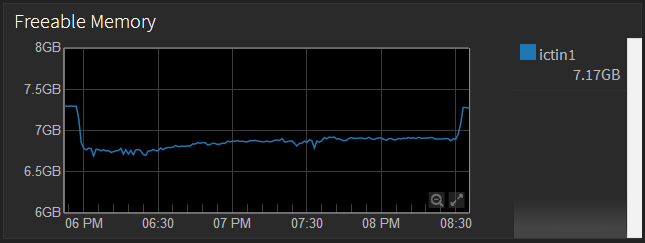 Freeable Memory
8GB
7.5GB
7GB
6.5GB
6GB
06 PM
06:30
07 PM
07:30
08 PM
08:30
ictin1
7.17GB